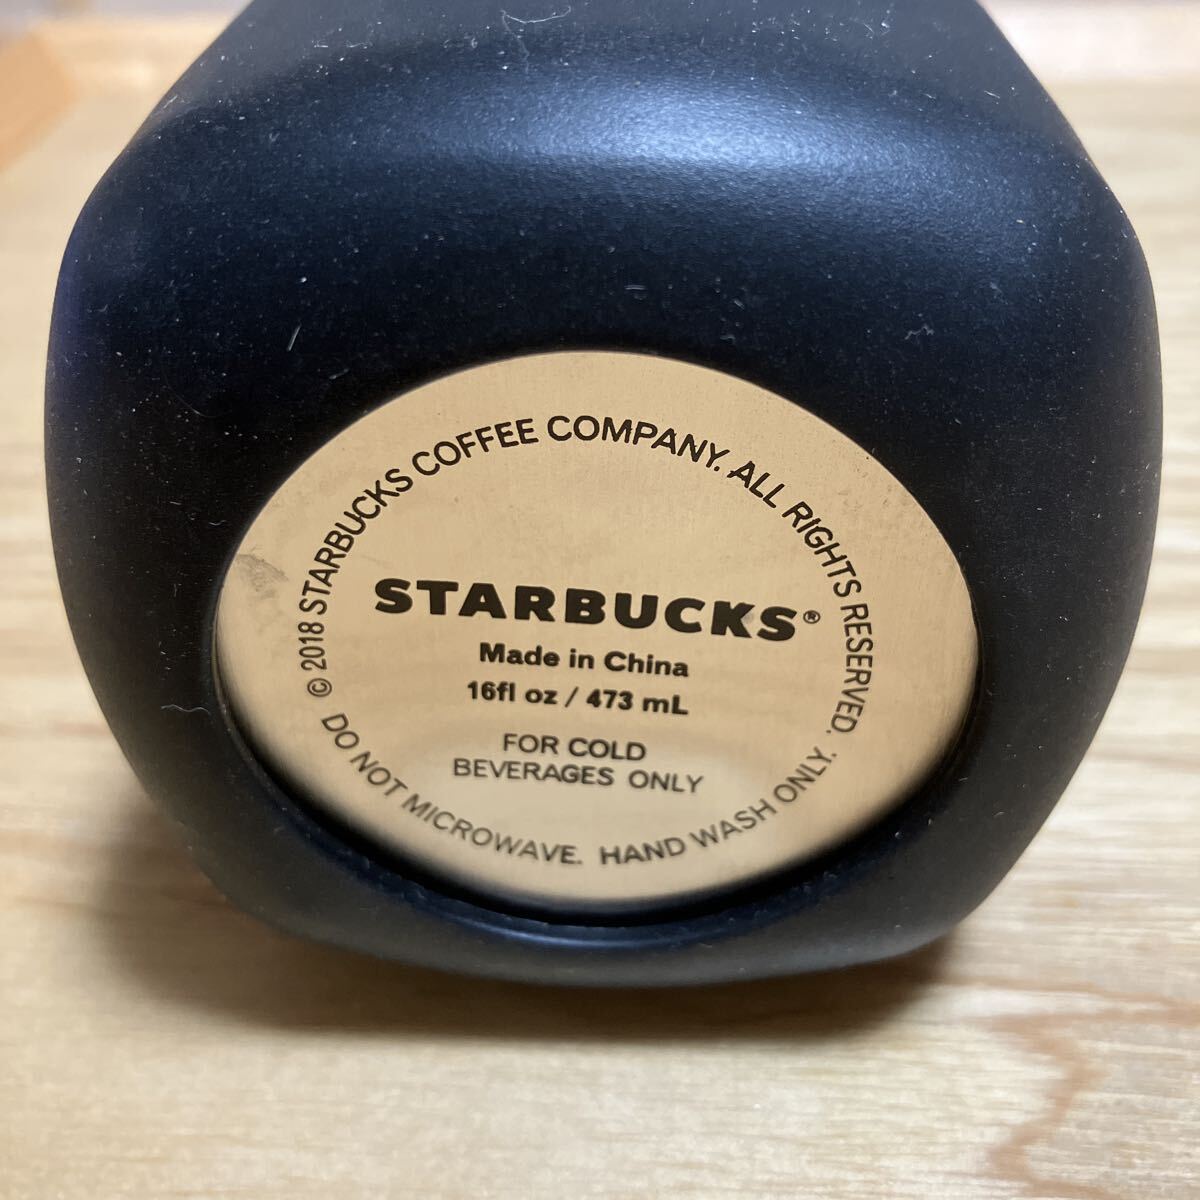 © 2018 STARBUCKS COFFEE COMPANY. ALL RIGHTS RESERVED.
STARBUCKS®
Made in China
16fl oz / 473 mL
FOR COLD
BEVERAGES ONLY
DO NOT MICROWAVE. HAND WASH ONLY.